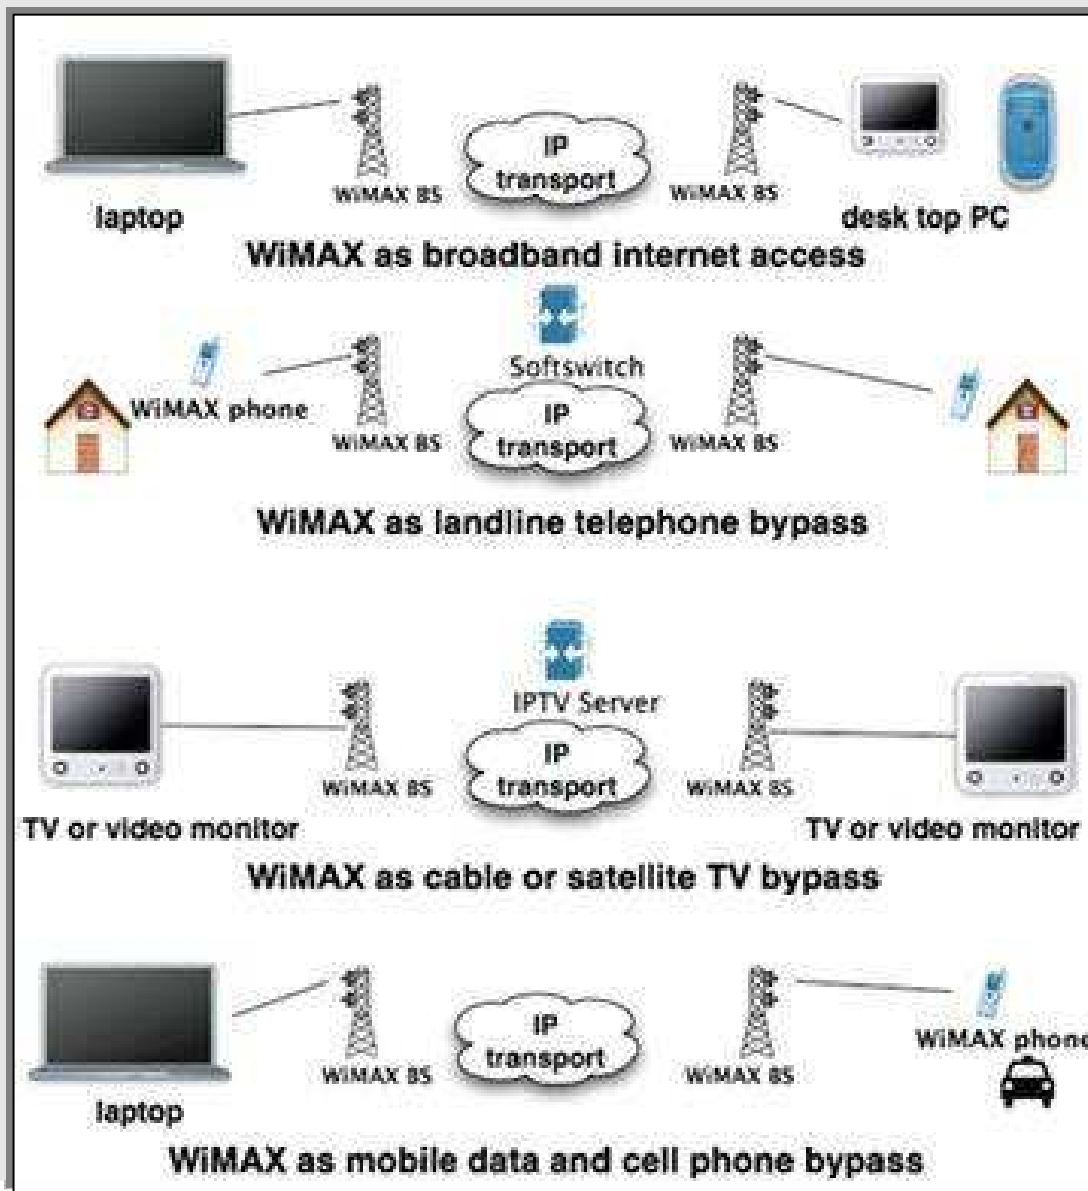 IP
transport
WiMAX BS
WiMAX BS
laptop
desk top PC
WiMAX as broadband internet access
Softswitch
WiMAX phone
IP
transport
WiMAX BS
WiMAX BS
WiMAX as landline telephone bypass
IPTV Server
IP
transport
WiMAX BS
WiMAX BS
TV or video monitor
TV or video monitor
WiMAX as cable or satellite TV bypass
IP
transport
WiMAX BS
WiMAX BS
WiMAX phone
laptop
WiMAX as mobile data and cell phone bypass